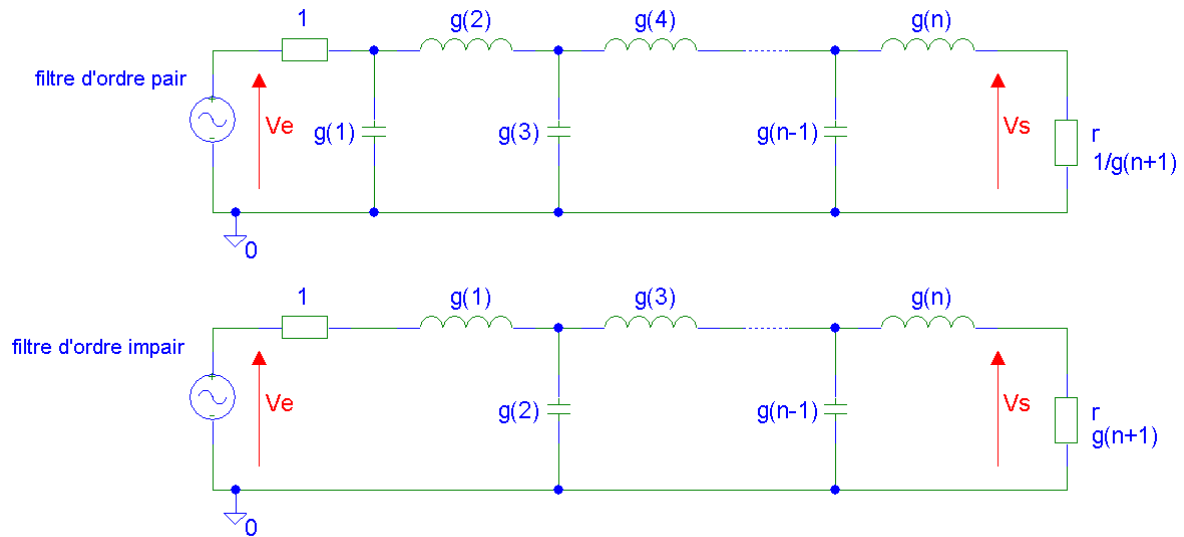 1
g(2)
g(4)
g(n)
filtre d'ordre pair
Ve
g(1)
g(3)
g(n-1)
Vs
r
1/g(n+1)
0
1
g(1)
g(3)
g(n)
filtre d'ordre impair
Ve
g(2)
g(n-1)
Vs
r
g(n+1)
0